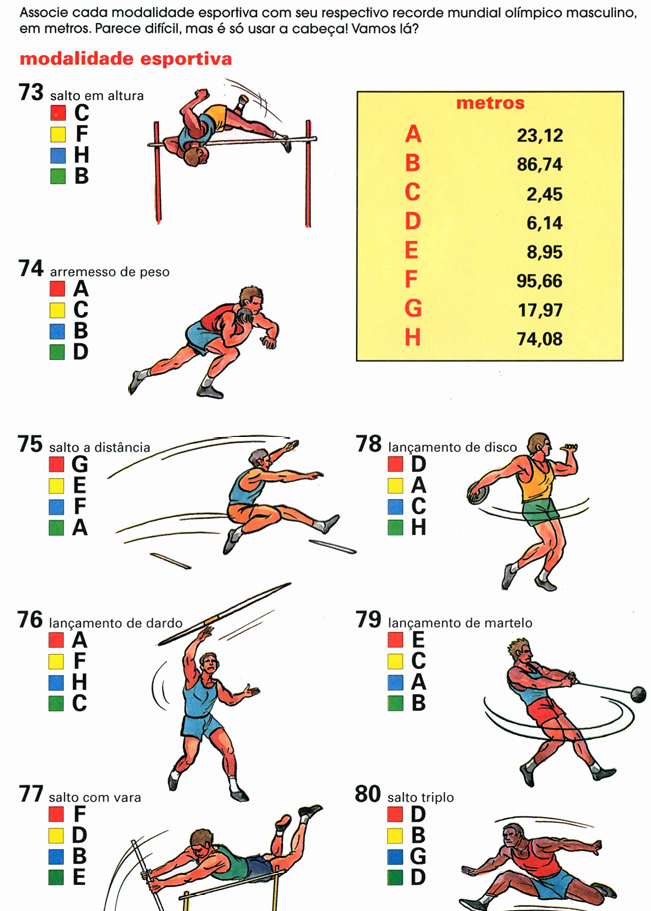 Associe cada modalidade esportiva com seu respectivo recorde mundial olímpico masculino,
em metros. Parece difícil, mas é só usar a cabeça! Vamos lá?
modalidade esportiva
73 salto em altura
C
F
H
B
metros
A 23,12
B 86,74
C 2,45
D 6,14
E 8,95
F 95,66
G 17,97
H 74,08
74 arremesso de peso
A
C
B
D
75 salto a distância
G
E
F
A
78 lançamento de disco
D
A
C
H
76 lançamento de dardo
A
F
H
C
79 lançamento de martelo
E
C
A
B
77 salto com vara
F
D
B
E
80 salto triplo
D
B
G
D